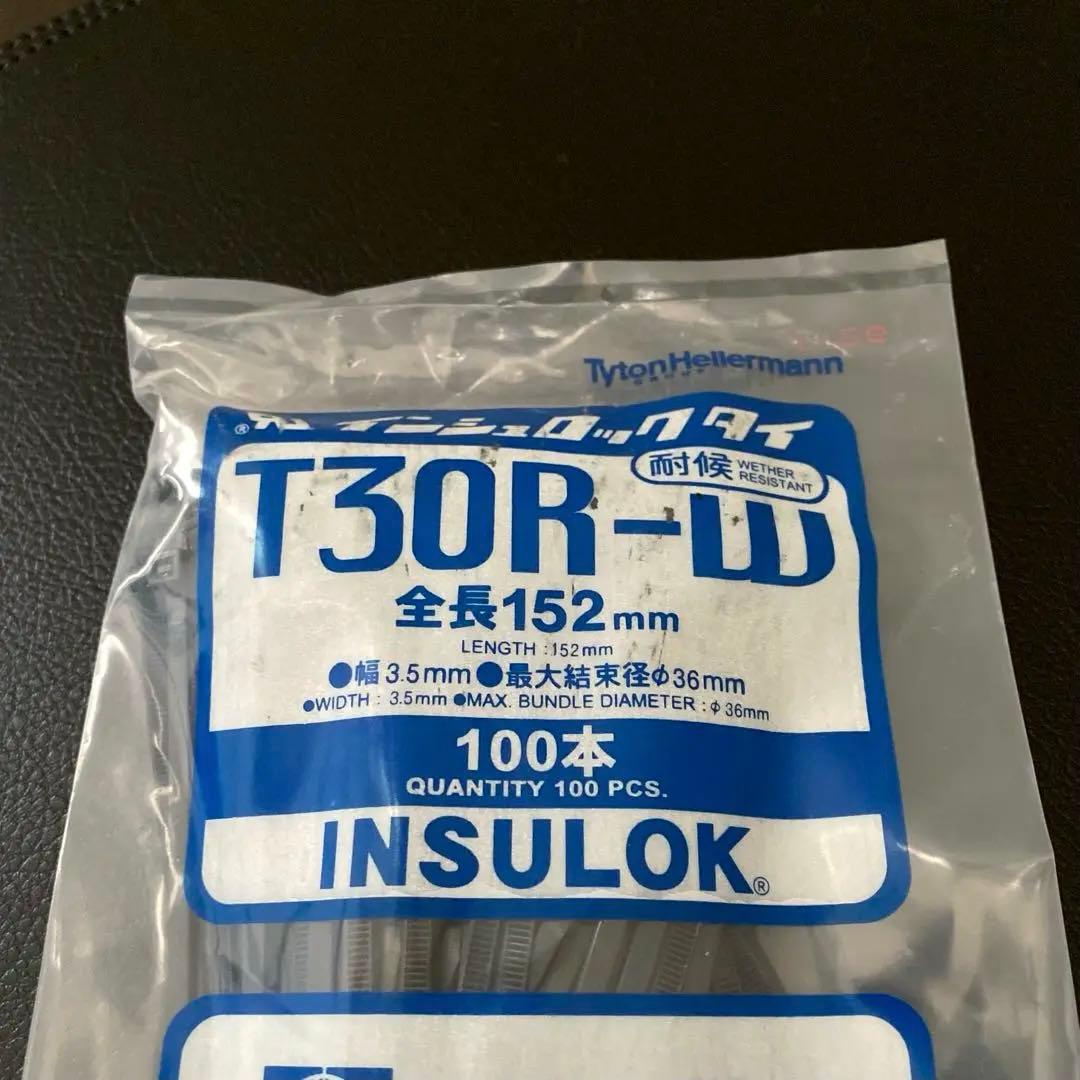 TytonHellermann
インシュロックタイ
®
耐候 WETHER RESISTANT
T30R-W
全長152mm
LENGTH : 152mm
●幅3.5mm●最大結束径φ36mm
●WIDTH : 3.5mm ●MAX. BUNDLE DIAMETER : φ36mm
100本
QUANTITY 100 PCS.
INSULOK®